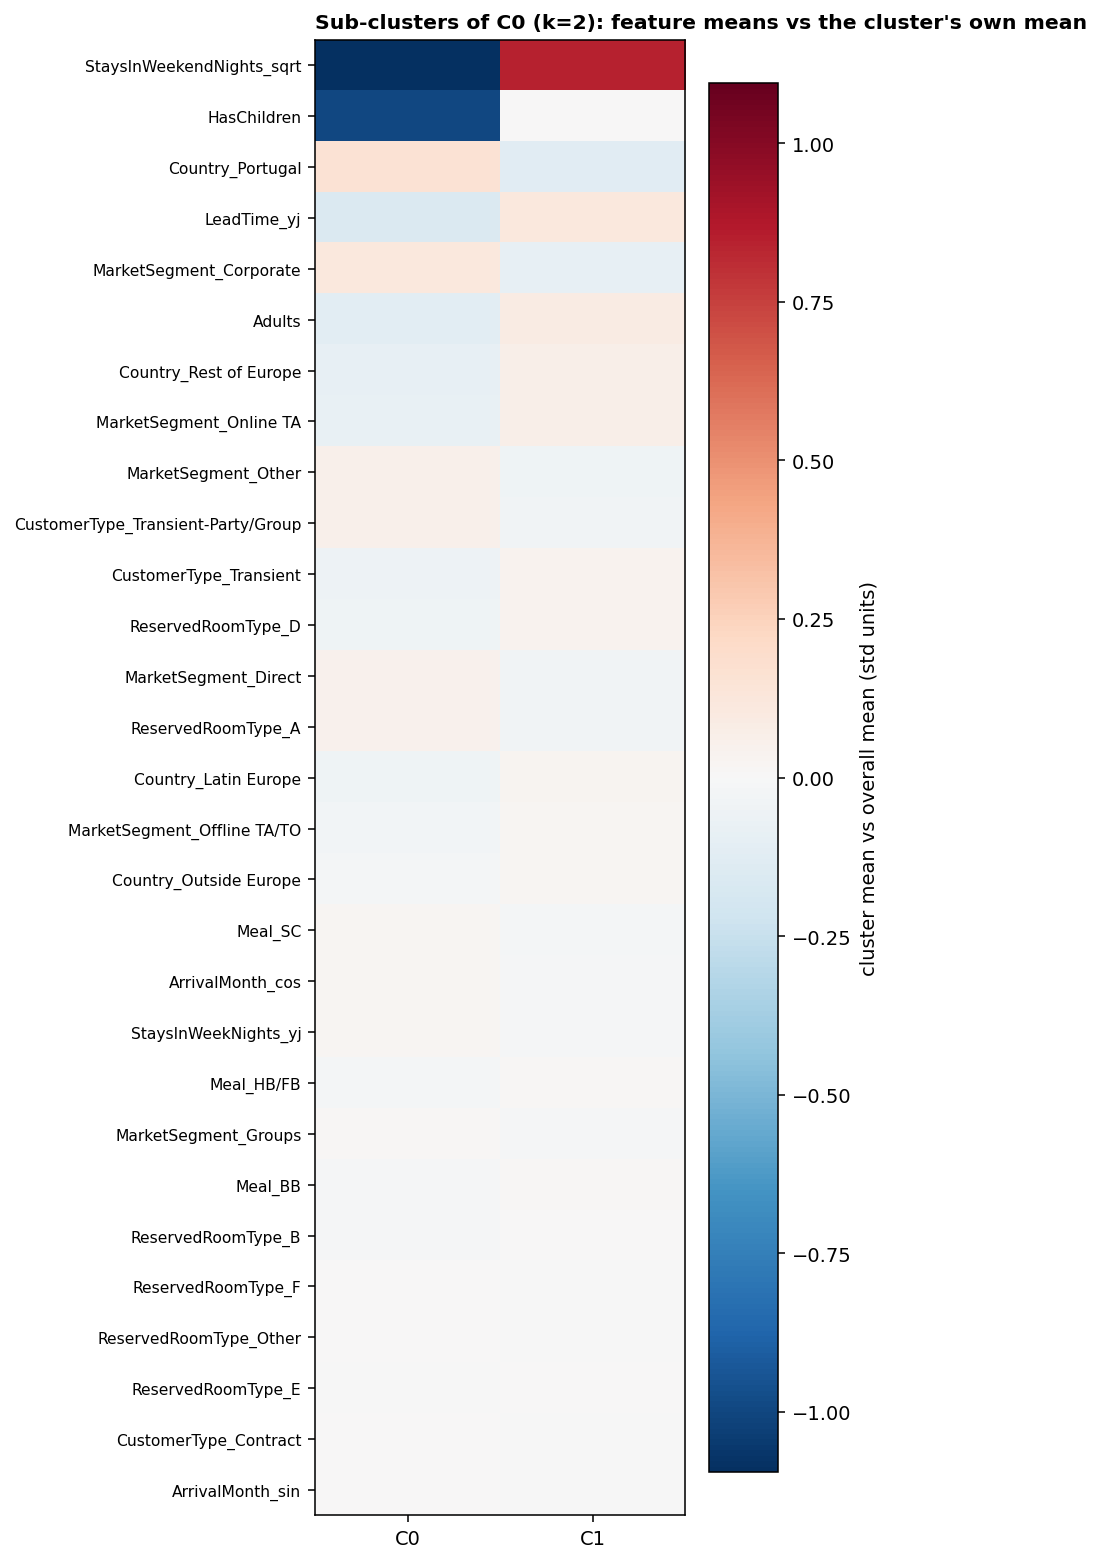 Sub-clusters of C0 (k=2): feature means vs the cluster's own mean
StaysInWeekendNights_sqrt
HasChildren
Country_Portugal
LeadTime_yj
MarketSegment_Corporate
Adults
Country_Rest of Europe
MarketSegment_Online TA
MarketSegment_Other
CustomerType_Transient-Party/Group
CustomerType_Transient
ReservedRoomType_D
MarketSegment_Direct
ReservedRoomType_A
Country_Latin Europe
MarketSegment_Offline TA/TO
Country_Outside Europe
Meal_SC
ArrivalMonth_cos
StaysInWeekNights_yj
Meal_HB/FB
MarketSegment_Groups
Meal_BB
ReservedRoomType_B
ReservedRoomType_F
ReservedRoomType_Other
ReservedRoomType_E
CustomerType_Contract
ArrivalMonth_sin
C0
C1
1.00
0.75
0.50
0.25
0.00
−0.25
−0.50
−0.75
−1.00
cluster mean vs overall mean (std units)